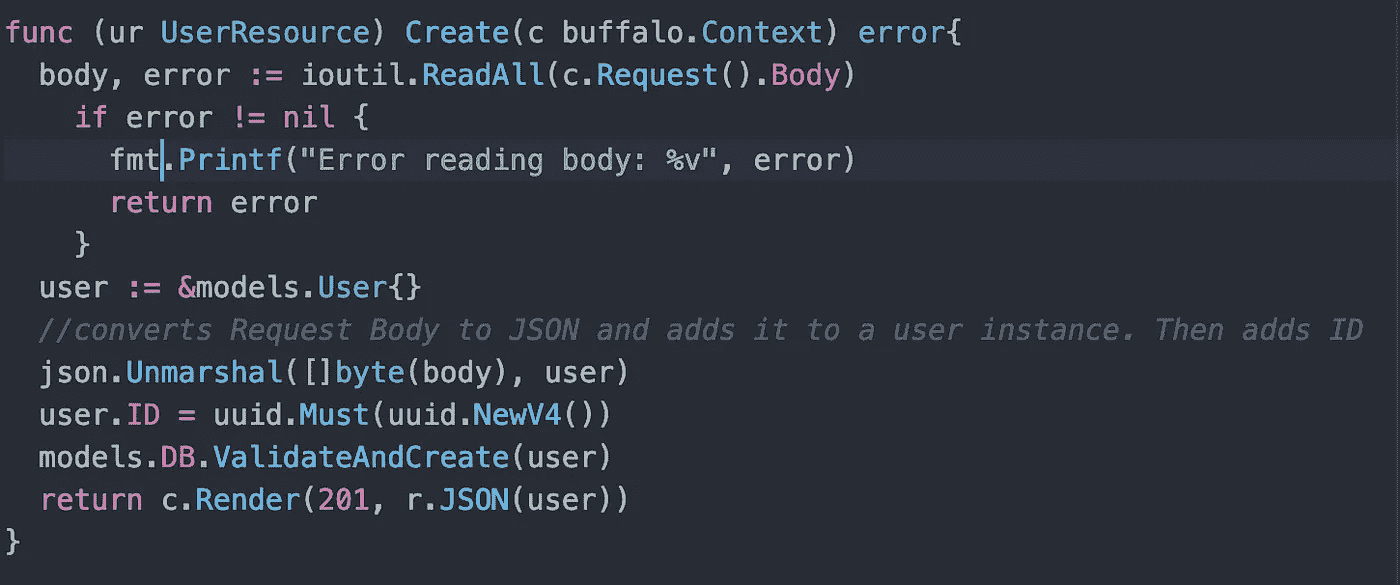 func (ur UserResource) Create(c buffalo.Context) error{
  body, error := ioutil.ReadAll(c.Request().Body)
    if error != nil {
      fmt.Printf("Error reading body: %v", error)
      return error
    }
  user := &models.User{}
  //converts Request Body to JSON and adds it to a user instance. Then adds ID
  json.Unmarshal([]byte(body), user)
  user.ID = uuid.Must(uuid.NewV4())
  models.DB.ValidateAndCreate(user)
  return c.Render(201, r.JSON(user))
}